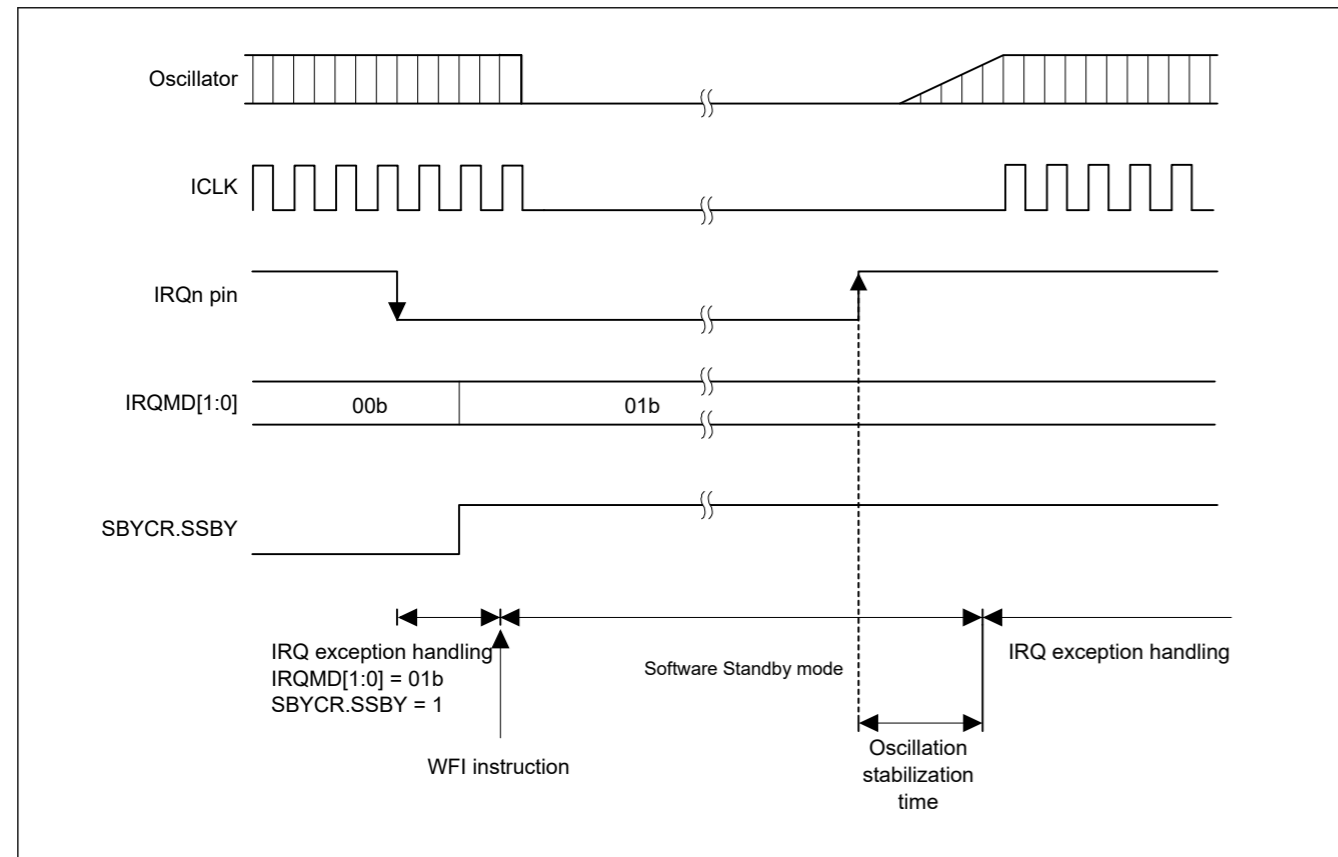 Oscillator
ICLK
IRQn pin
IRQMD[1:0]
00b
01b
SBYCR.SSBY
IRQ exception handling
IRQMD[1:0] = 01b
SBYCR.SSBY = 1
WFI instruction
Software Standby mode
Oscillation
stabilization
time
IRQ exception handling